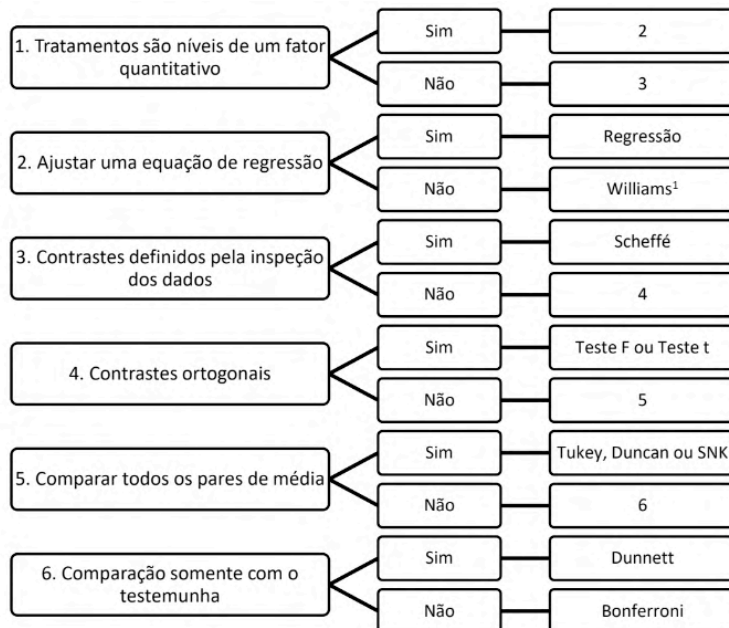 1. Tratamentos são níveis de um fator
quantitativo
Sim
2
Não
3
2. Ajustar uma equação de regressão
Sim
Regressão
Não
Williams¹
3. Contrastes definidos pela inspeção
dos dados
Sim
Scheffé
Não
4
4. Contrastes ortogonais
Sim
Teste F ou Teste t
Não
5
5. Comparar todos os pares de média
Sim
Tukey, Duncan ou SNK
Não
6
6. Comparação somente com o
testemunha
Sim
Dunnett
Não
Bonferroni